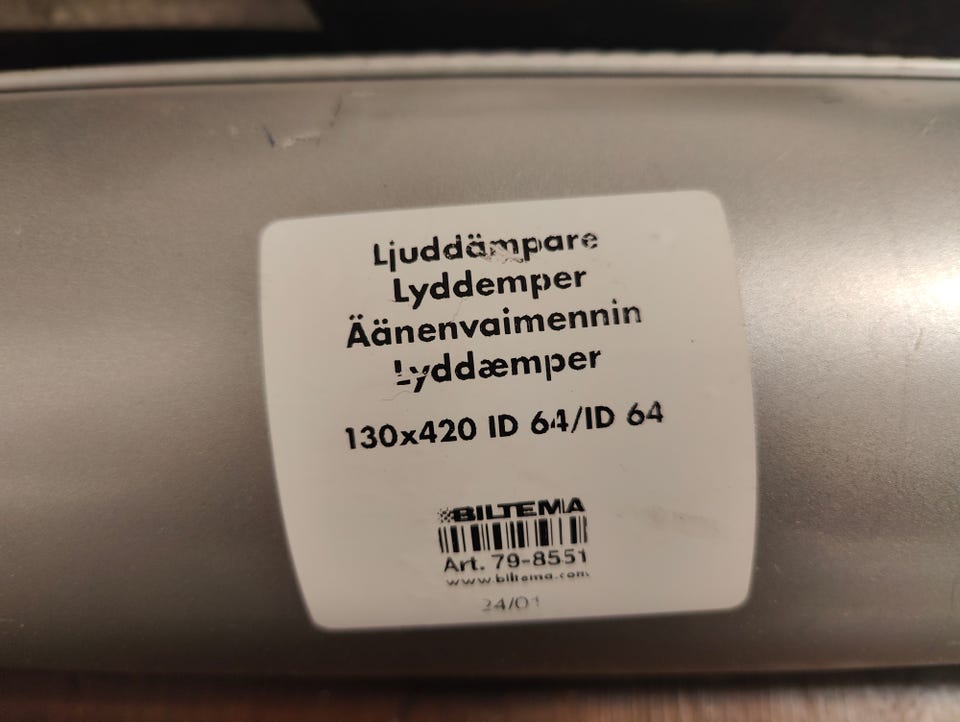 Ljuddämpare
Lyddemper
Äänenvaimennin
Lyddæmper
130x420 ID 64/ID 64
BILTEMA
Art. 79-8551
www.biltema.com
24/01